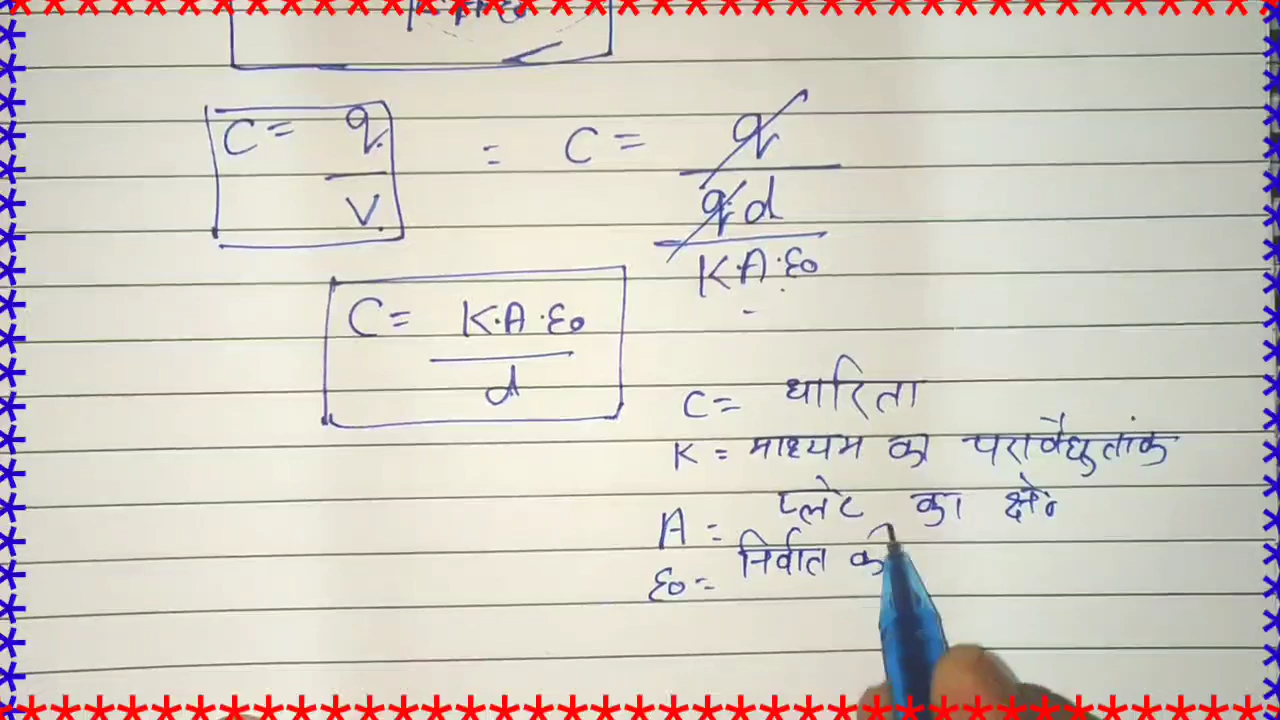 C = q/V = C = q/(qd/K·A·ε₀)
C = K·A·ε₀/d
C = धारिता
K = माध्यम का परावैद्युतांक
A = प्लेट का क्षे
ε₀ = निर्वात की